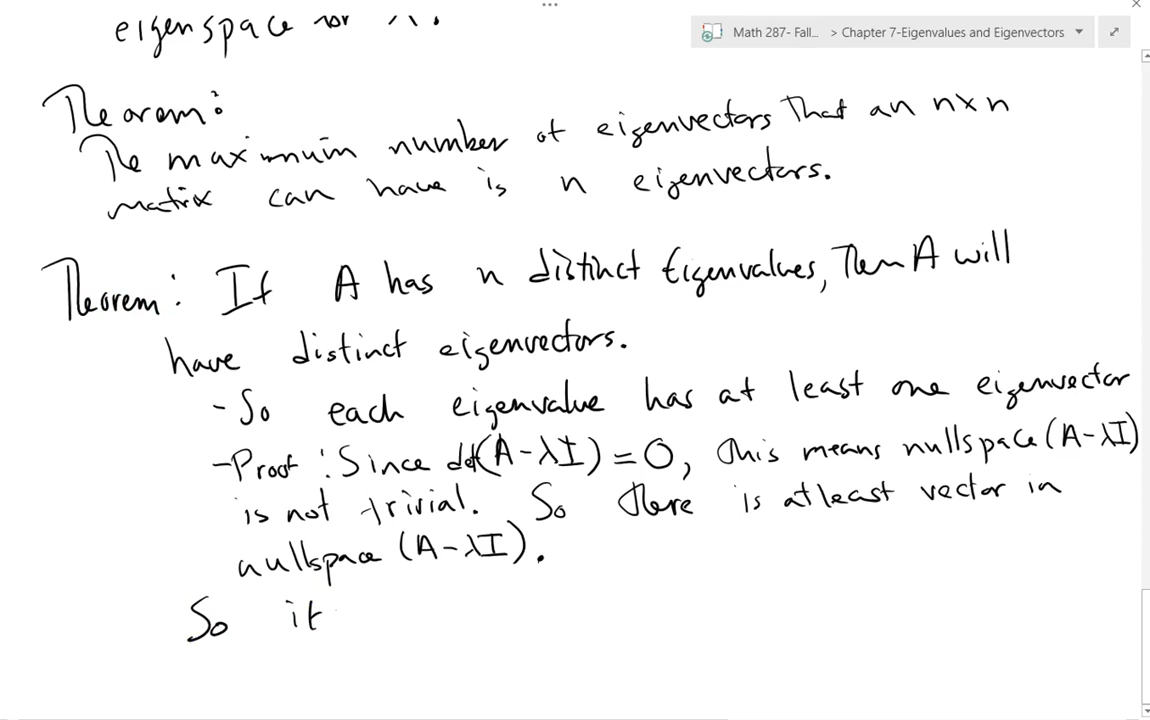 Math 287- Fall... > Chapter 7-Eigenvalues and Eigenvectors
eigenspace for λ.
Theorem:
The maximum number of eigenvectors that an n×n
matrix can have is n eigenvectors.
Theorem: If A has n distinct Eigenvalues, Then A will
have distinct eigenvectors.
-So each eigenvalue has at least one eigenvector
-Proof: Since det(A-λI)=0, this means nullspace(A-λI)
is not trivial. So there is atleast vector in
nullspace (A-λI).
So it